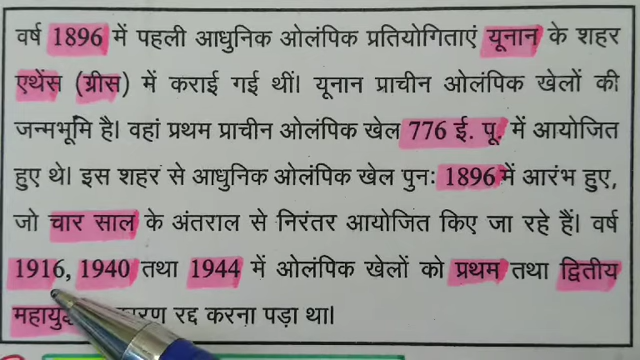 वर्ष 1896 में पहली आधुनिक ओलंपिक प्रतियोगिताएं यूनान के शहर
एथेंस (ग्रीस) में कराई गई थीं। यूनान प्राचीन ओलंपिक खेलों की
जन्मभूमि है। वहां प्रथम प्राचीन ओलंपिक खेल 776 ई. पू. में आयोजित
हुए थे। इस शहर से आधुनिक ओलंपिक खेल पुनः 1896 में आरंभ हुए,
जो चार साल के अंतराल से निरंतर आयोजित किए जा रहे हैं। वर्ष
1916, 1940 तथा 1944 में ओलंपिक खेलों को प्रथम तथा द्वितीय
रद्द करना पड़ा था।